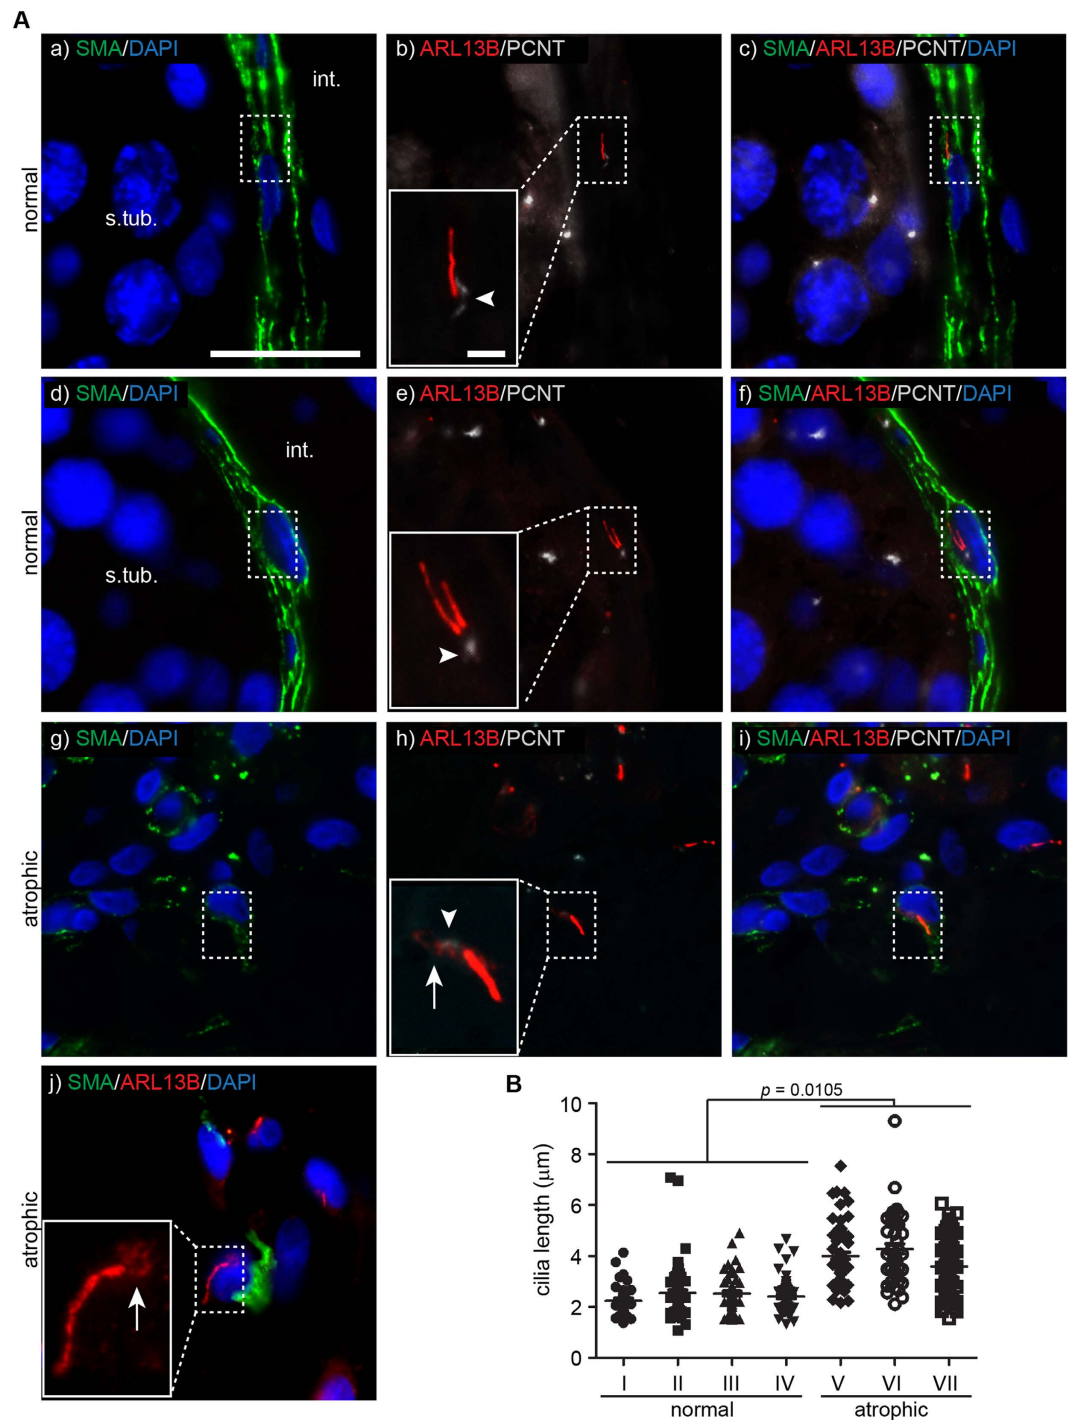 A
a) SMA/DAPI
b) ARL13B/PCNT
c) SMA/ARL13B/PCNT/DAPI
int.
normal
s.tub.
d) SMA/DAPI
e) ARL13B/PCNT
f) SMA/ARL13B/PCNT/DAPI
int.
normal
s.tub.
g) SMA/DAPI
h) ARL13B/PCNT
i) SMA/ARL13B/PCNT/DAPI
atrophic
j) SMA/ARL13B/DAPI
atrophic
B
p = 0.0105
cilia length (μm)
10
8
6
4
2
0
I II III IV V VI VII
normal atrophic